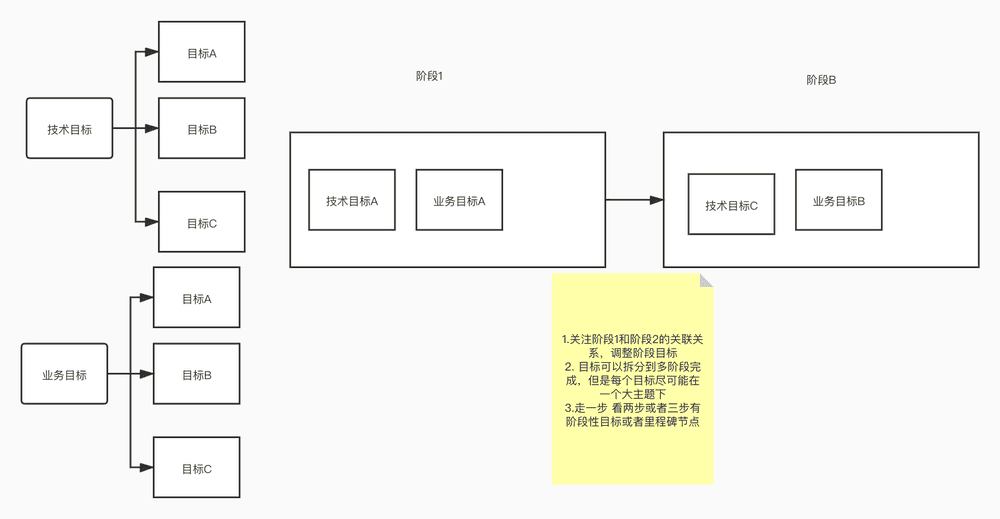 目标A
技术目标
目标B
目标C
目标A
业务目标
目标B
目标C
阶段1
技术目标A
业务目标A
阶段B
技术目标C
业务目标B
1.关注阶段1和阶段2的关联关
系，调整阶段目标
2. 目标可以拆分到多阶段完
成，但是每个目标尽可能在
一个大主题下
3.走一步 看两步或者三步有
阶段性目标或者里程碑节点